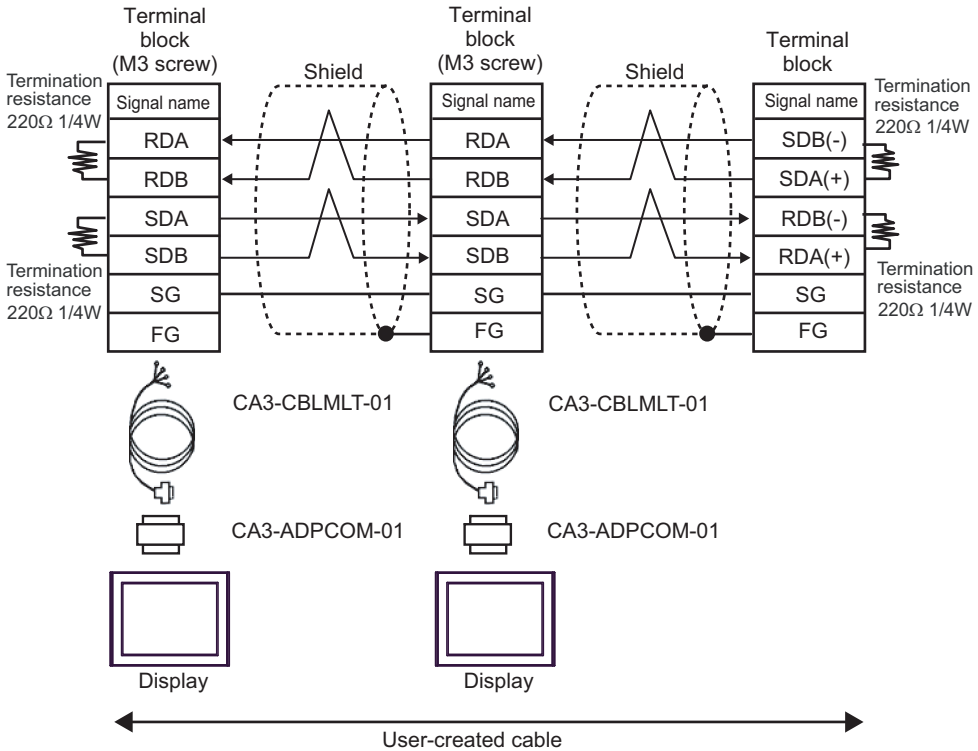 Terminal
block
(M3 screw)
Terminal
block
(M3 screw)
Terminal
block
Termination
resistance
220Ω 1/4W
Shield
Shield
Termination
resistance
220Ω 1/4W
Signal name
Signal name
Signal name
RDA
RDA
SDB(-)
RDB
RDB
SDA(+)
SDA
SDA
RDB(-)
SDB
SDB
RDA(+)
Termination
resistance
220Ω 1/4W
SG
SG
SG
Termination
resistance
220Ω 1/4W
FG
FG
FG
CA3-CBLMLT-01
CA3-CBLMLT-01
CA3-ADPCOM-01
CA3-ADPCOM-01
Display
Display
User-created cable